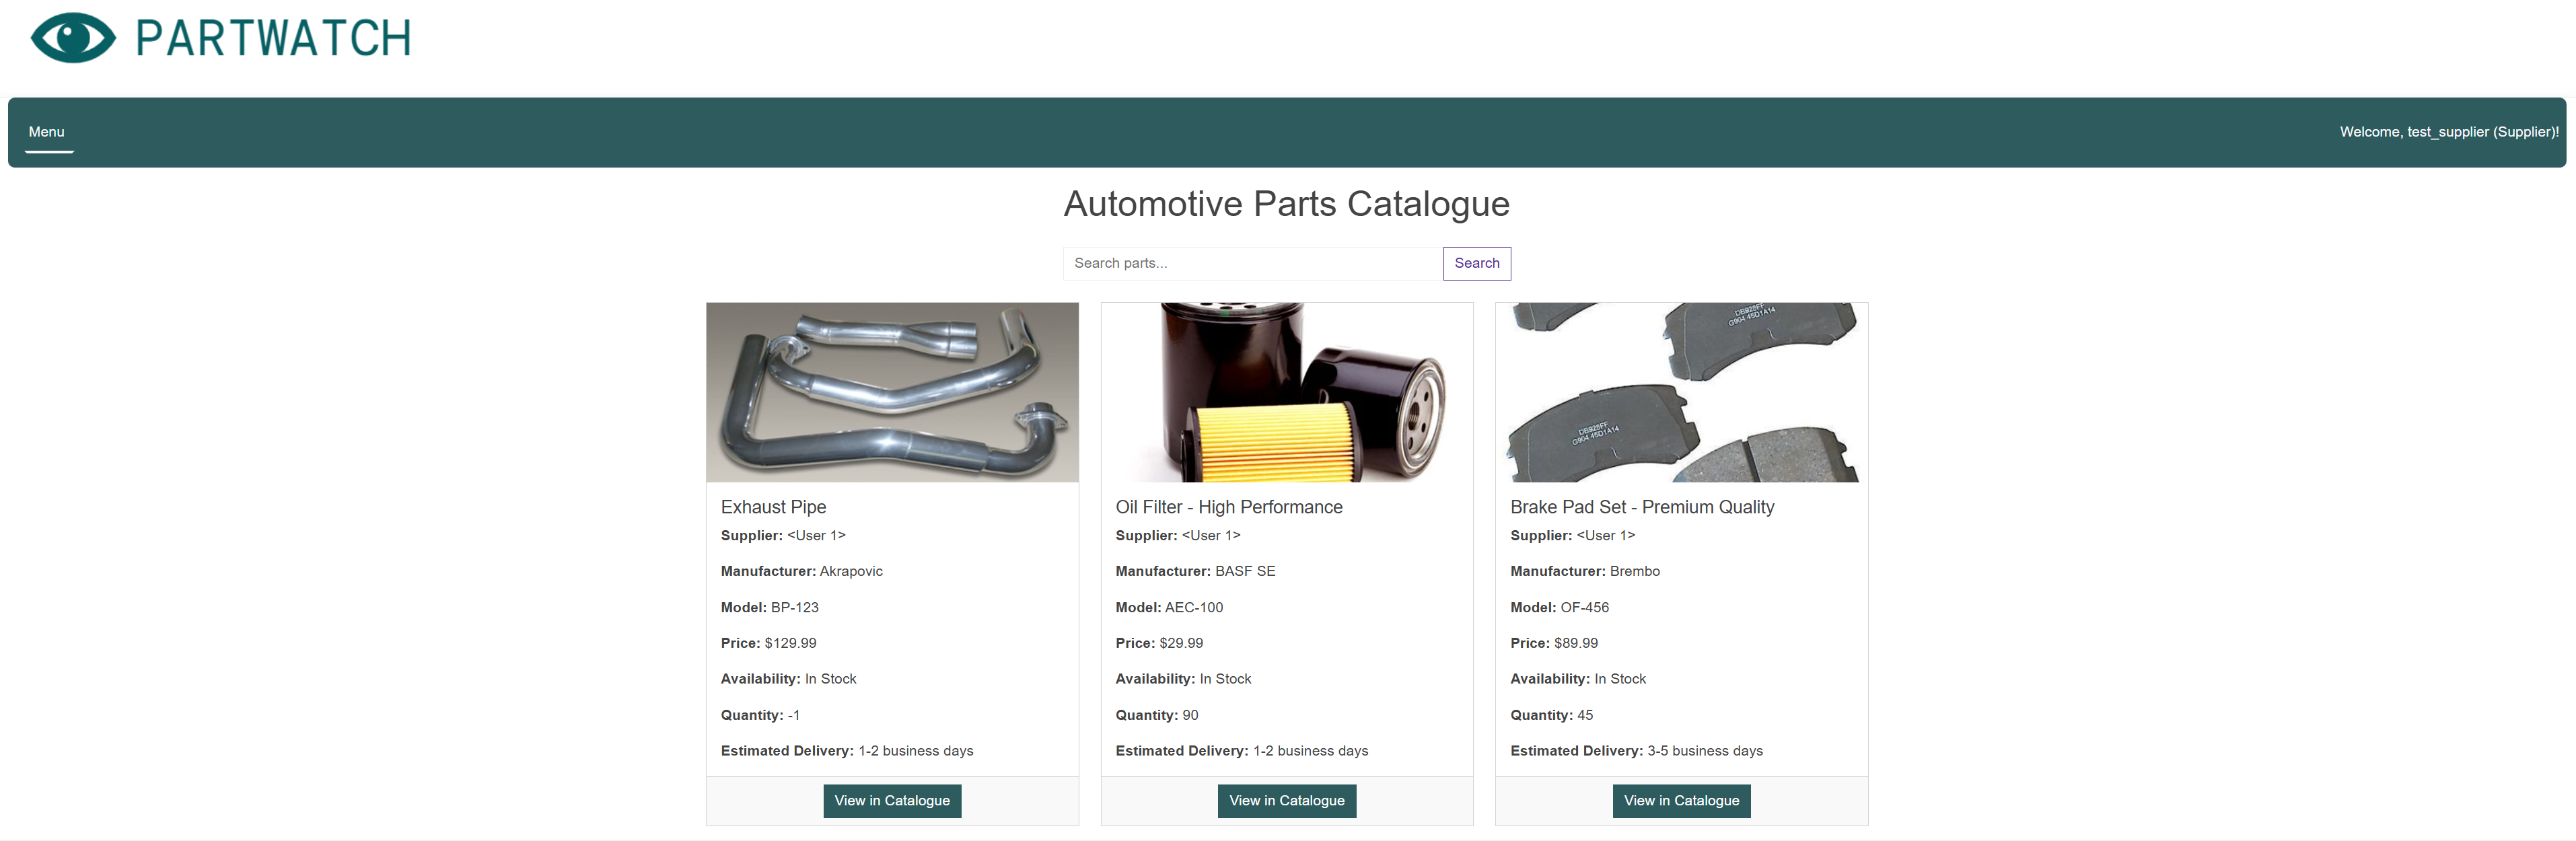 PARTWATCH
Menu
Welcome, test_supplier (Supplier)!
Automotive Parts Catalogue
Search parts...
Search
DB928FF
G904 45D1A14
DB928FF
G904 45D1A14
Exhaust Pipe
Supplier: <User 1>
Manufacturer: Akrapovic
Model: BP-123
Price: $129.99
Availability: In Stock
Quantity: -1
Estimated Delivery: 1-2 business days
View in Catalogue
Oil Filter - High Performance
Supplier: <User 1>
Manufacturer: BASF SE
Model: AEC-100
Price: $29.99
Availability: In Stock
Quantity: 90
Estimated Delivery: 1-2 business days
View in Catalogue
Brake Pad Set - Premium Quality
Supplier: <User 1>
Manufacturer: Brembo
Model: OF-456
Price: $89.99
Availability: In Stock
Quantity: 45
Estimated Delivery: 3-5 business days
View in Catalogue